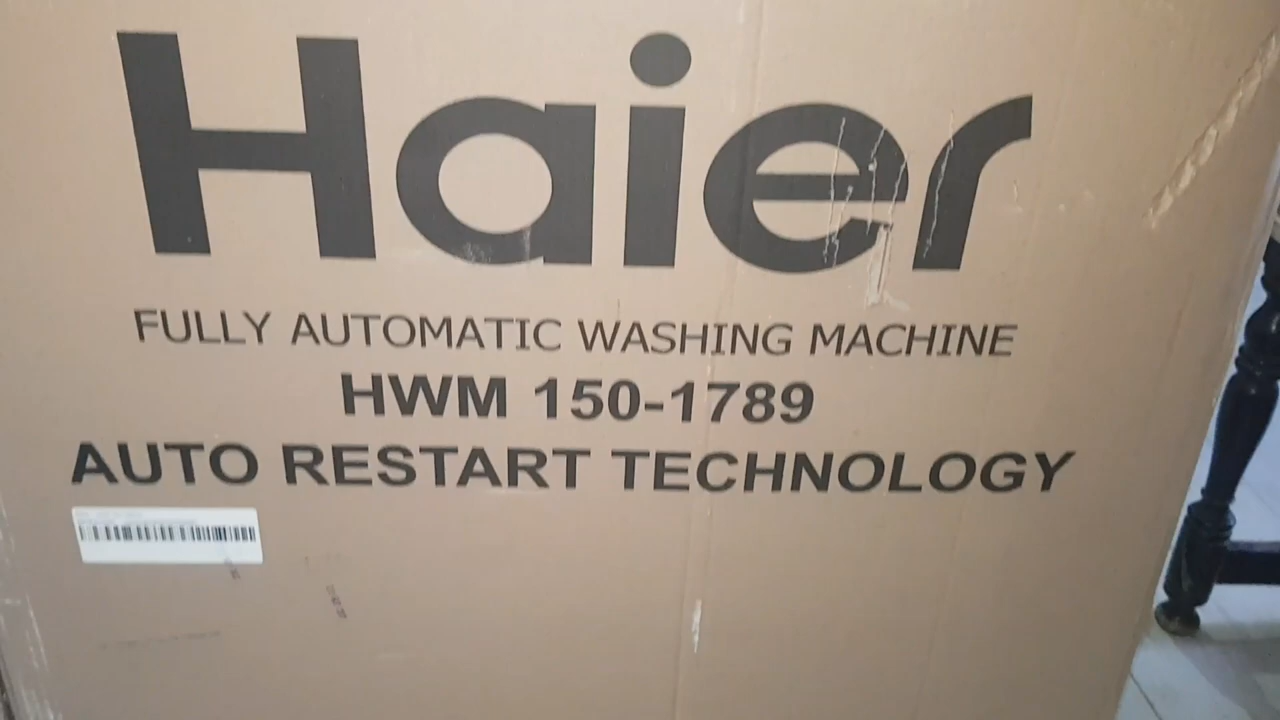 Haier
FULLY AUTOMATIC WASHING MACHINE
HWM 150-1789
AUTO RESTART TECHNOLOGY